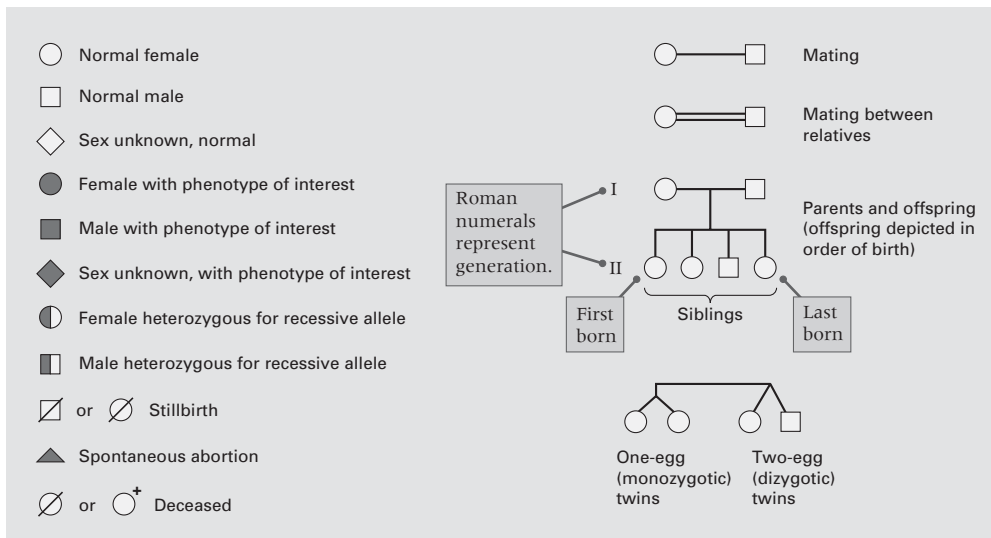 Normal female
Normal male
Sex unknown, normal
Female with phenotype of interest
Male with phenotype of interest
Sex unknown, with phenotype of interest
Female heterozygous for recessive allele
Male heterozygous for recessive allele
or Stillbirth
Spontaneous abortion
or + Deceased
Mating
Mating between
relatives
Roman
numerals
represent
generation.
I
II
Parents and offspring
(offspring depicted in
order of birth)
First
born
Siblings
Last
born
One-egg
(monozygotic)
twins
Two-egg
(dizygotic)
twins